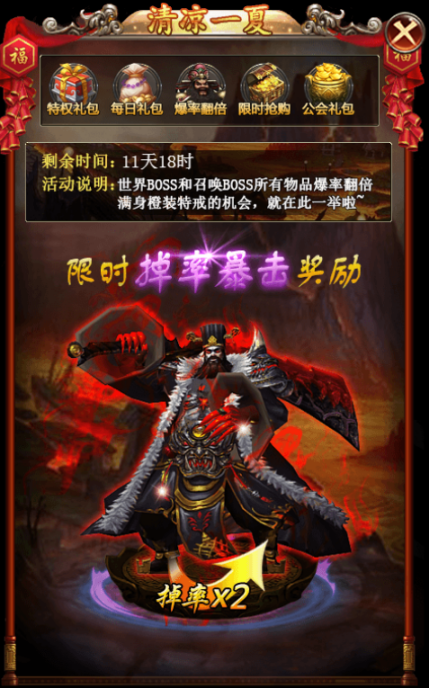 清凉一夏
福
福
特权礼包
每日礼包
爆率翻倍
限时抢购
公会礼包
剩余时间：11天18时
活动说明：世界BOSS和召唤BOSS所有物品爆率翻倍
满身橙装特戒的机会，就在此一举啦~
限时掉率暴击奖励
掉率x2